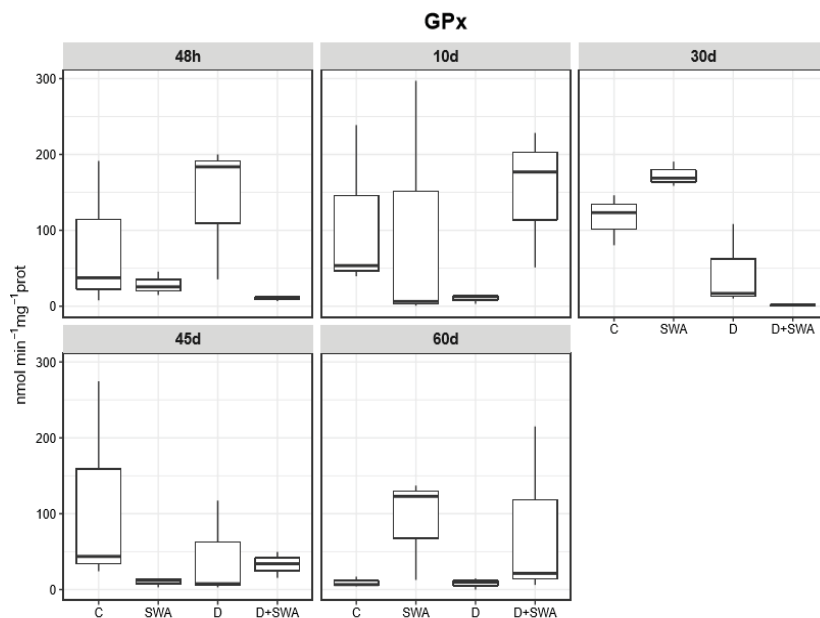 GPx
48h 10d 30d
300
200
100
0
C SWA D D+SWA
45d 60d
300
200
100
0
C SWA D D+SWA C SWA D D+SWA
nmol min⁻¹mg⁻¹prot